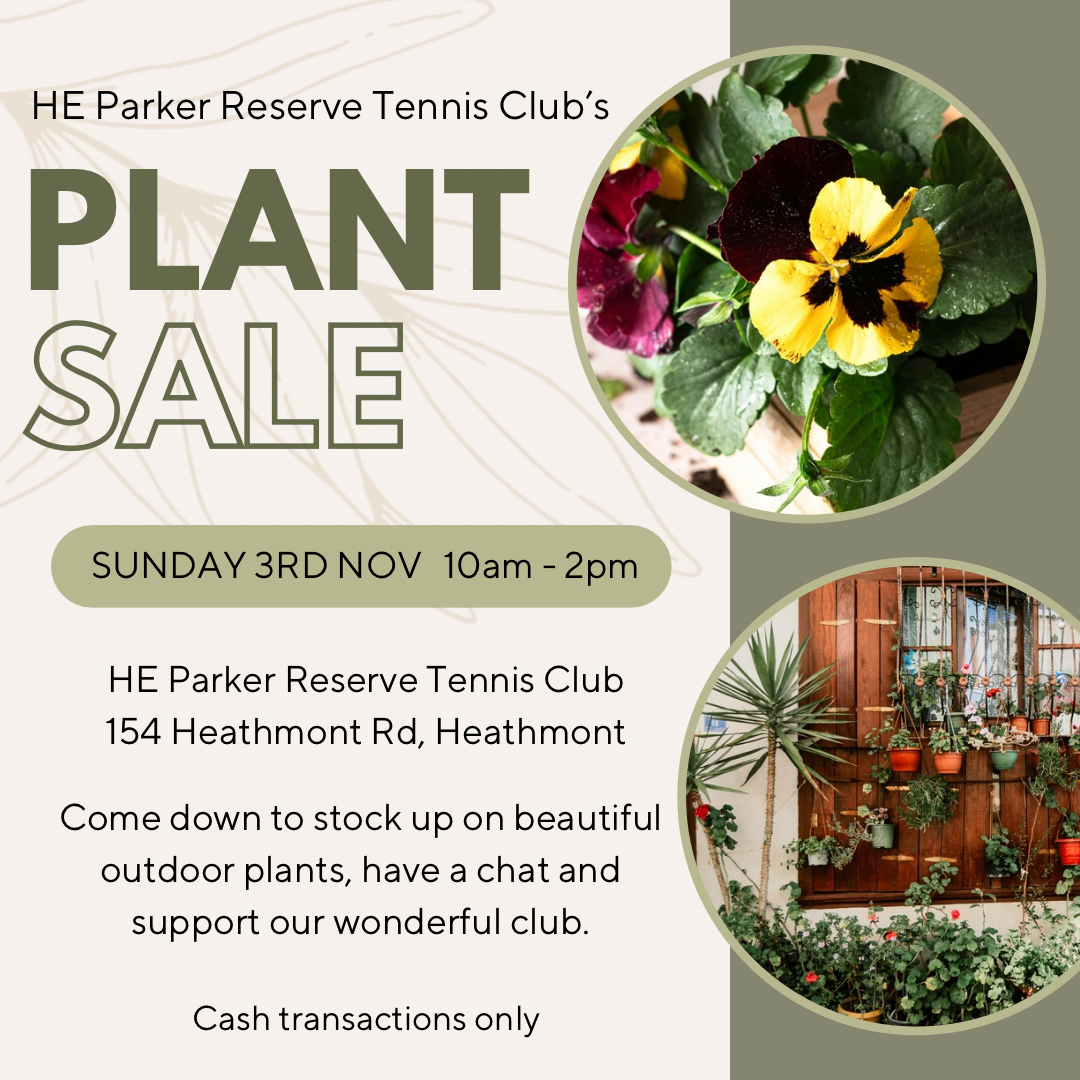 HE Parker Reserve Tennis Club’s
PLANT
SALE
SUNDAY 3RD NOV 10am - 2pm
HE Parker Reserve Tennis Club
154 Heathmont Rd, Heathmont
Come down to stock up on beautiful
outdoor plants, have a chat and
support our wonderful club.
Cash transactions only